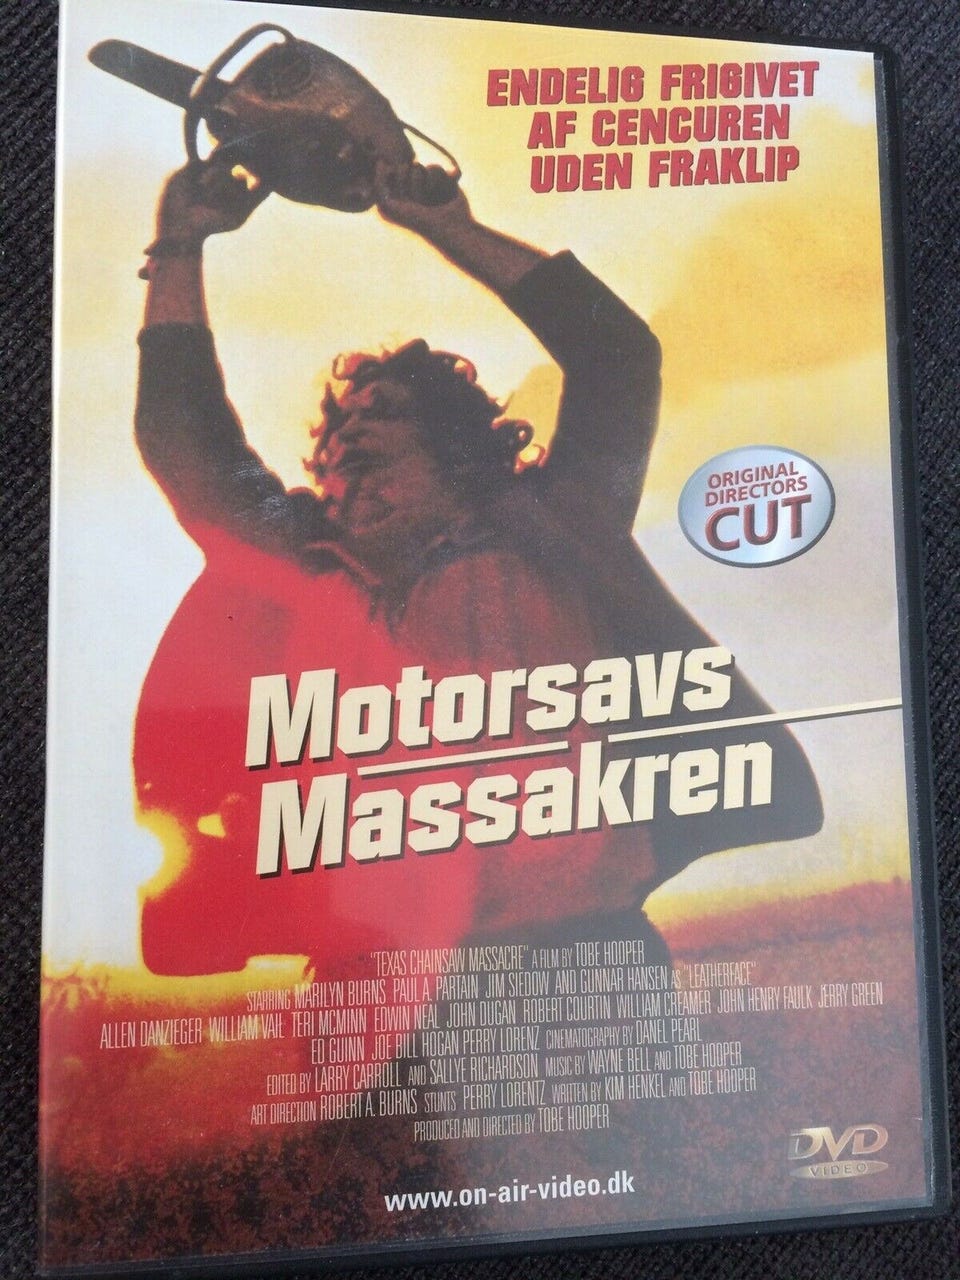 ENDELIG FRIGIVET
AF CENCUREN
UDEN FRAKLIP
ORIGINAL
DIRECTORS
CUT
Motorsavs
Massakren
"TEXAS CHAINSAW MASSACRE" A FILM BY TOBE HOOPER
STARRING MARILYN BURNS PAUL A. PARTAIN JIM SIEDOW AND GUNNAR HANSEN AS "LEATHERFACE"
ALLEN DANZIEGER WILLIAM VAIL TERI MCMINN EDWIN NEAL JOHN DUGAN ROBERT COURTIN WILLIAM CREAMER JOHN HENRY FAULK JERRY GREEN
ED GUINN JOE BILL HOGAN PERRY LORENZ CINEMATOGRAPHY BY DANEL PEARL
EDITED BY LARRY CARROLL AND SALLYE RICHARDSON MUSIC BY WAYNE BELL AND TOBE HOOPER
ART DIRECTION ROBERT A. BURNS STUNTS PERRY LORENTZ WRITTEN BY KIM HENKEL AND TOBE HOOPER
PRODUCED AND DIRECTED BY TOBE HOOPER
DVD
VIDEO
www.on-air-video.dk